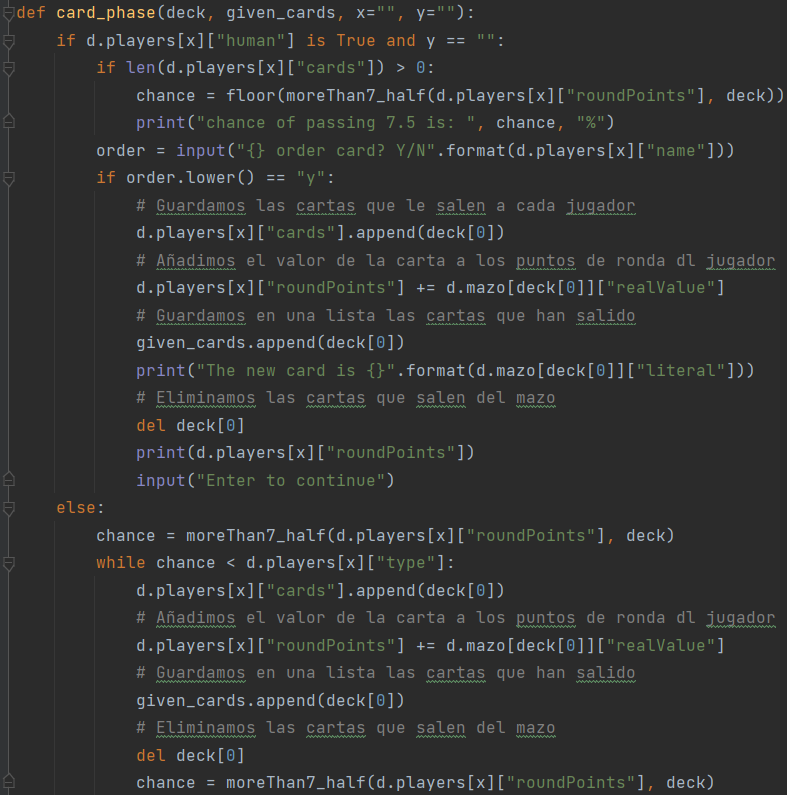 def card_phase(deck, given_cards, x="", y=""):
    if d.players[x]["human"] is True and y == "":
        if len(d.players[x]["cards"]) > 0:
            chance = floor(moreThan7_half(d.players[x]["roundPoints"], deck))
            print("chance of passing 7.5 is: ", chance, "%")
        order = input("{} order card? Y/N".format(d.players[x]["name"]))
        if order.lower() == "y":
            # Guardamos las cartas que le salen a cada jugador
            d.players[x]["cards"].append(deck[0])
            # Añadimos el valor de la carta a los puntos de ronda dl jugador
            d.players[x]["roundPoints"] += d.mazo[deck[0]]["realValue"]
            # Guardamos en una lista las cartas que han salido
            given_cards.append(deck[0])
            print("The new card is {}".format(d.mazo[deck[0]]["literal"]))
            # Eliminamos las cartas que salen del mazo
            del deck[0]
            print(d.players[x]["roundPoints"])
            input("Enter to continue")
    else:
        chance = moreThan7_half(d.players[x]["roundPoints"], deck)
        while chance < d.players[x]["type"]:
            d.players[x]["cards"].append(deck[0])
            # Añadimos el valor de la carta a los puntos de ronda dl jugador
            d.players[x]["roundPoints"] += d.mazo[deck[0]]["realValue"]
            # Guardamos en una lista las cartas que han salido
            given_cards.append(deck[0])
            # Eliminamos las cartas que salen del mazo
            del deck[0]
            chance = moreThan7_half(d.players[x]["roundPoints"], deck)